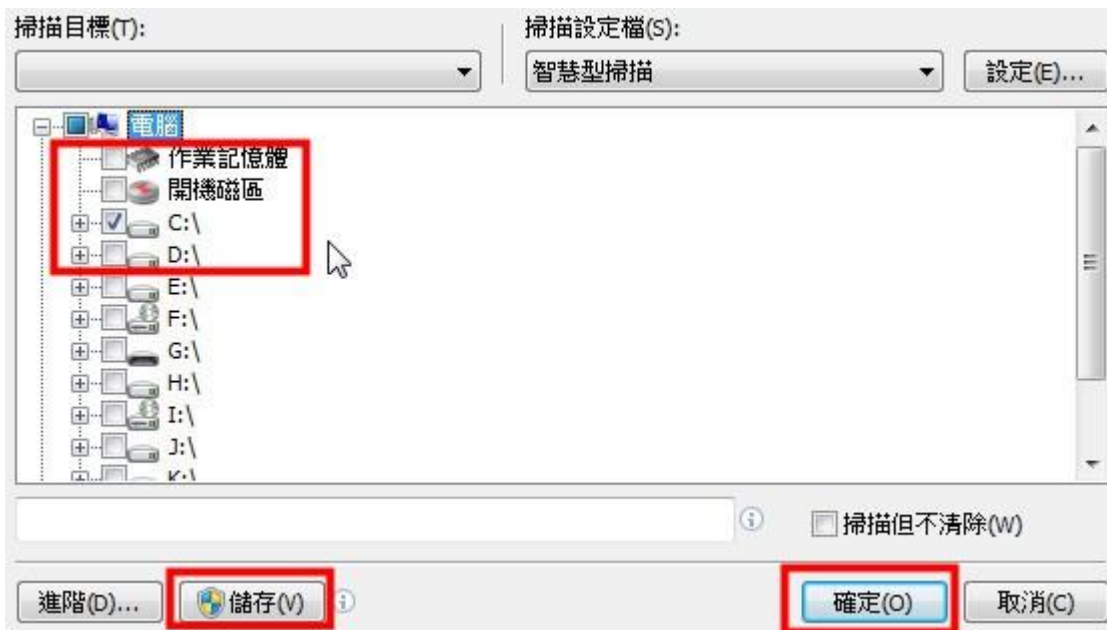 掃描目標(T):
掃描設定檔(S):
智慧型掃描
設定(E)...
電腦
作業記憶體
開機磁區
C:\
D:\
E:\
F:\
G:\
H:\
I:\
J:\
K:\
掃描但不清除(W)
進階(D)...
儲存(V)
確定(O)
取消(C)